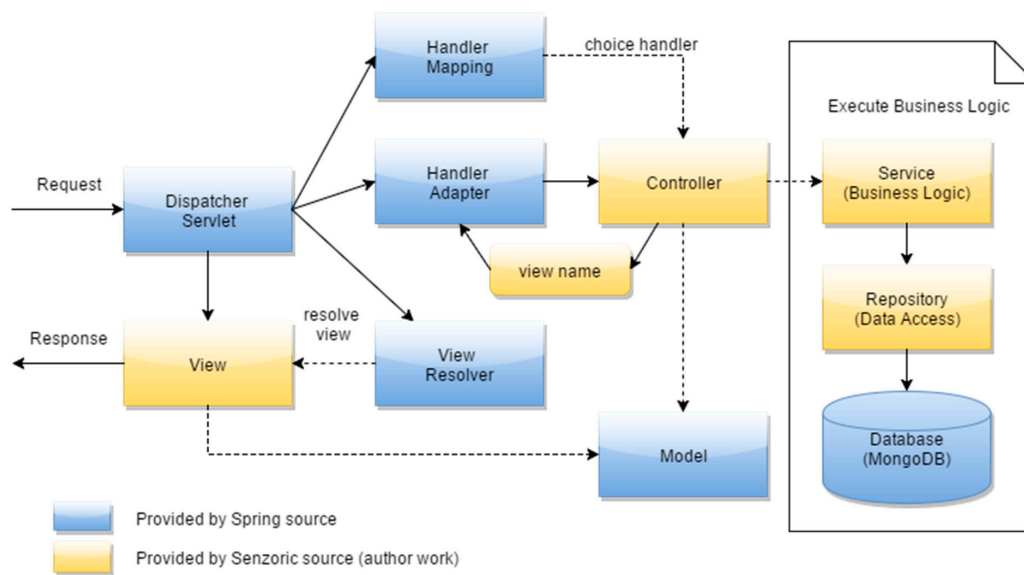 Handler
Mapping
choice handler
Execute Business Logic
Request
Dispatcher
Servlet
Handler
Adapter
Controller
Service
(Business Logic)
view name
Repository
(Data Access)
Response
View
resolve
view
View
Resolver
Database
(MongoDB)
Model
Provided by Spring source
Provided by Senzoric source (author work)